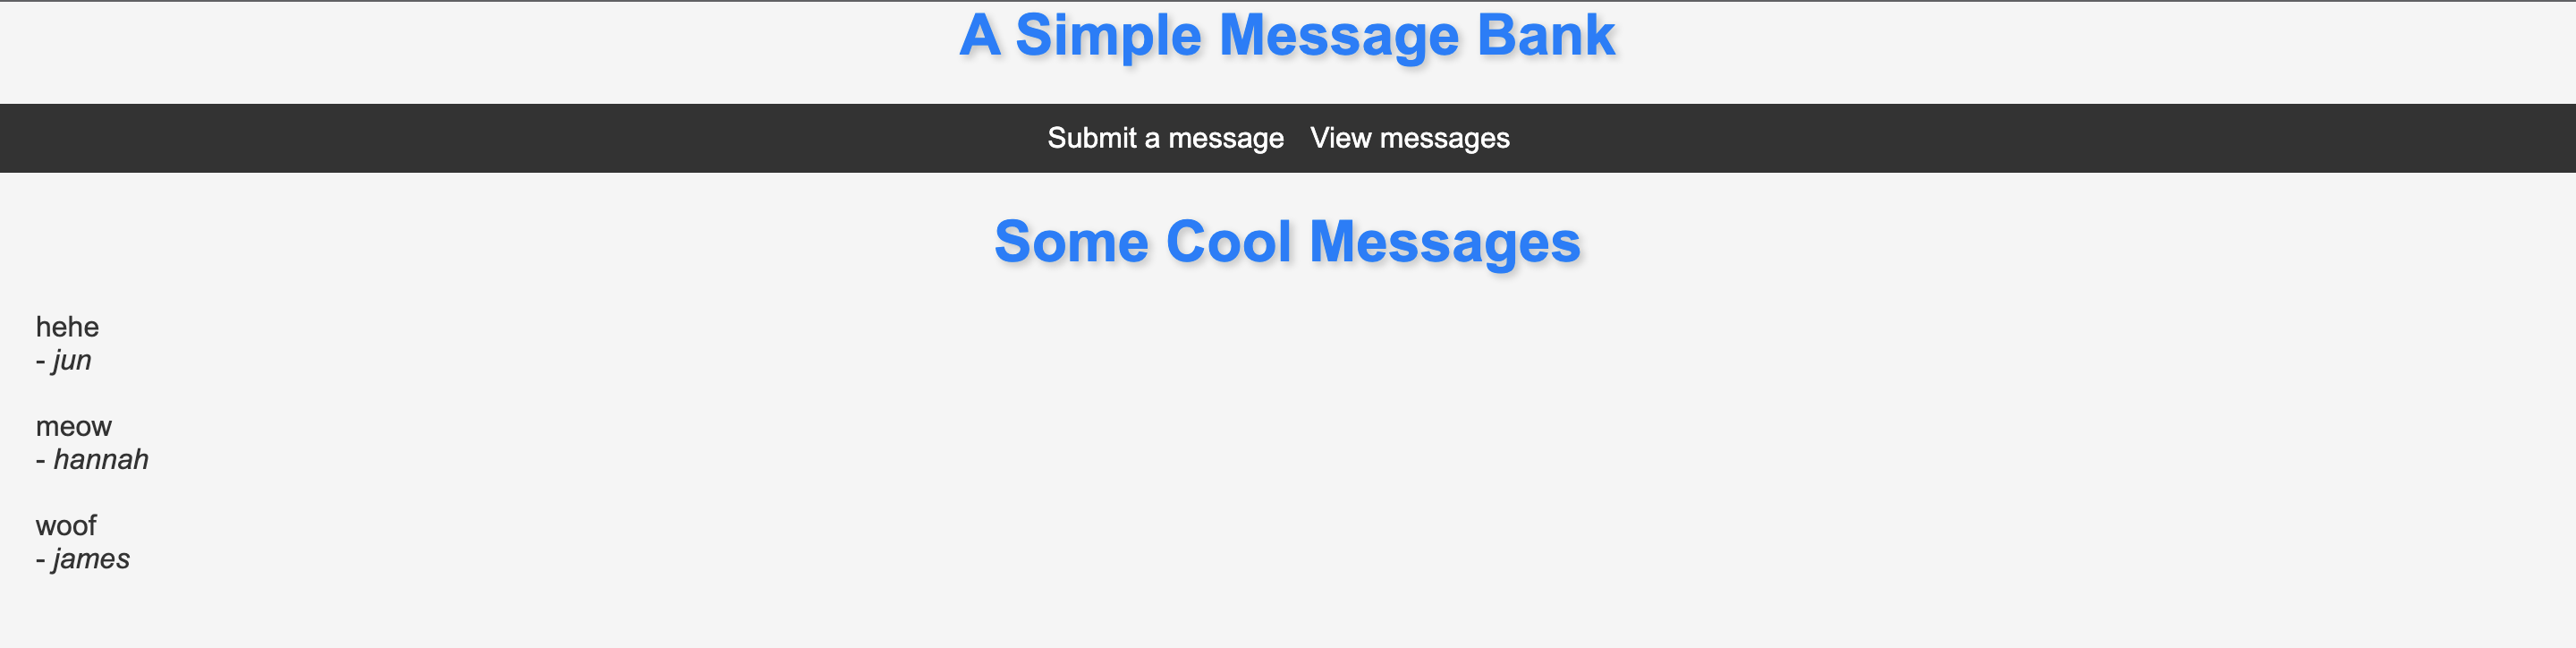 A Simple Message Bank
Submit a message View messages
Some Cool Messages
hehe
- jun
meow
- hannah
woof
- james